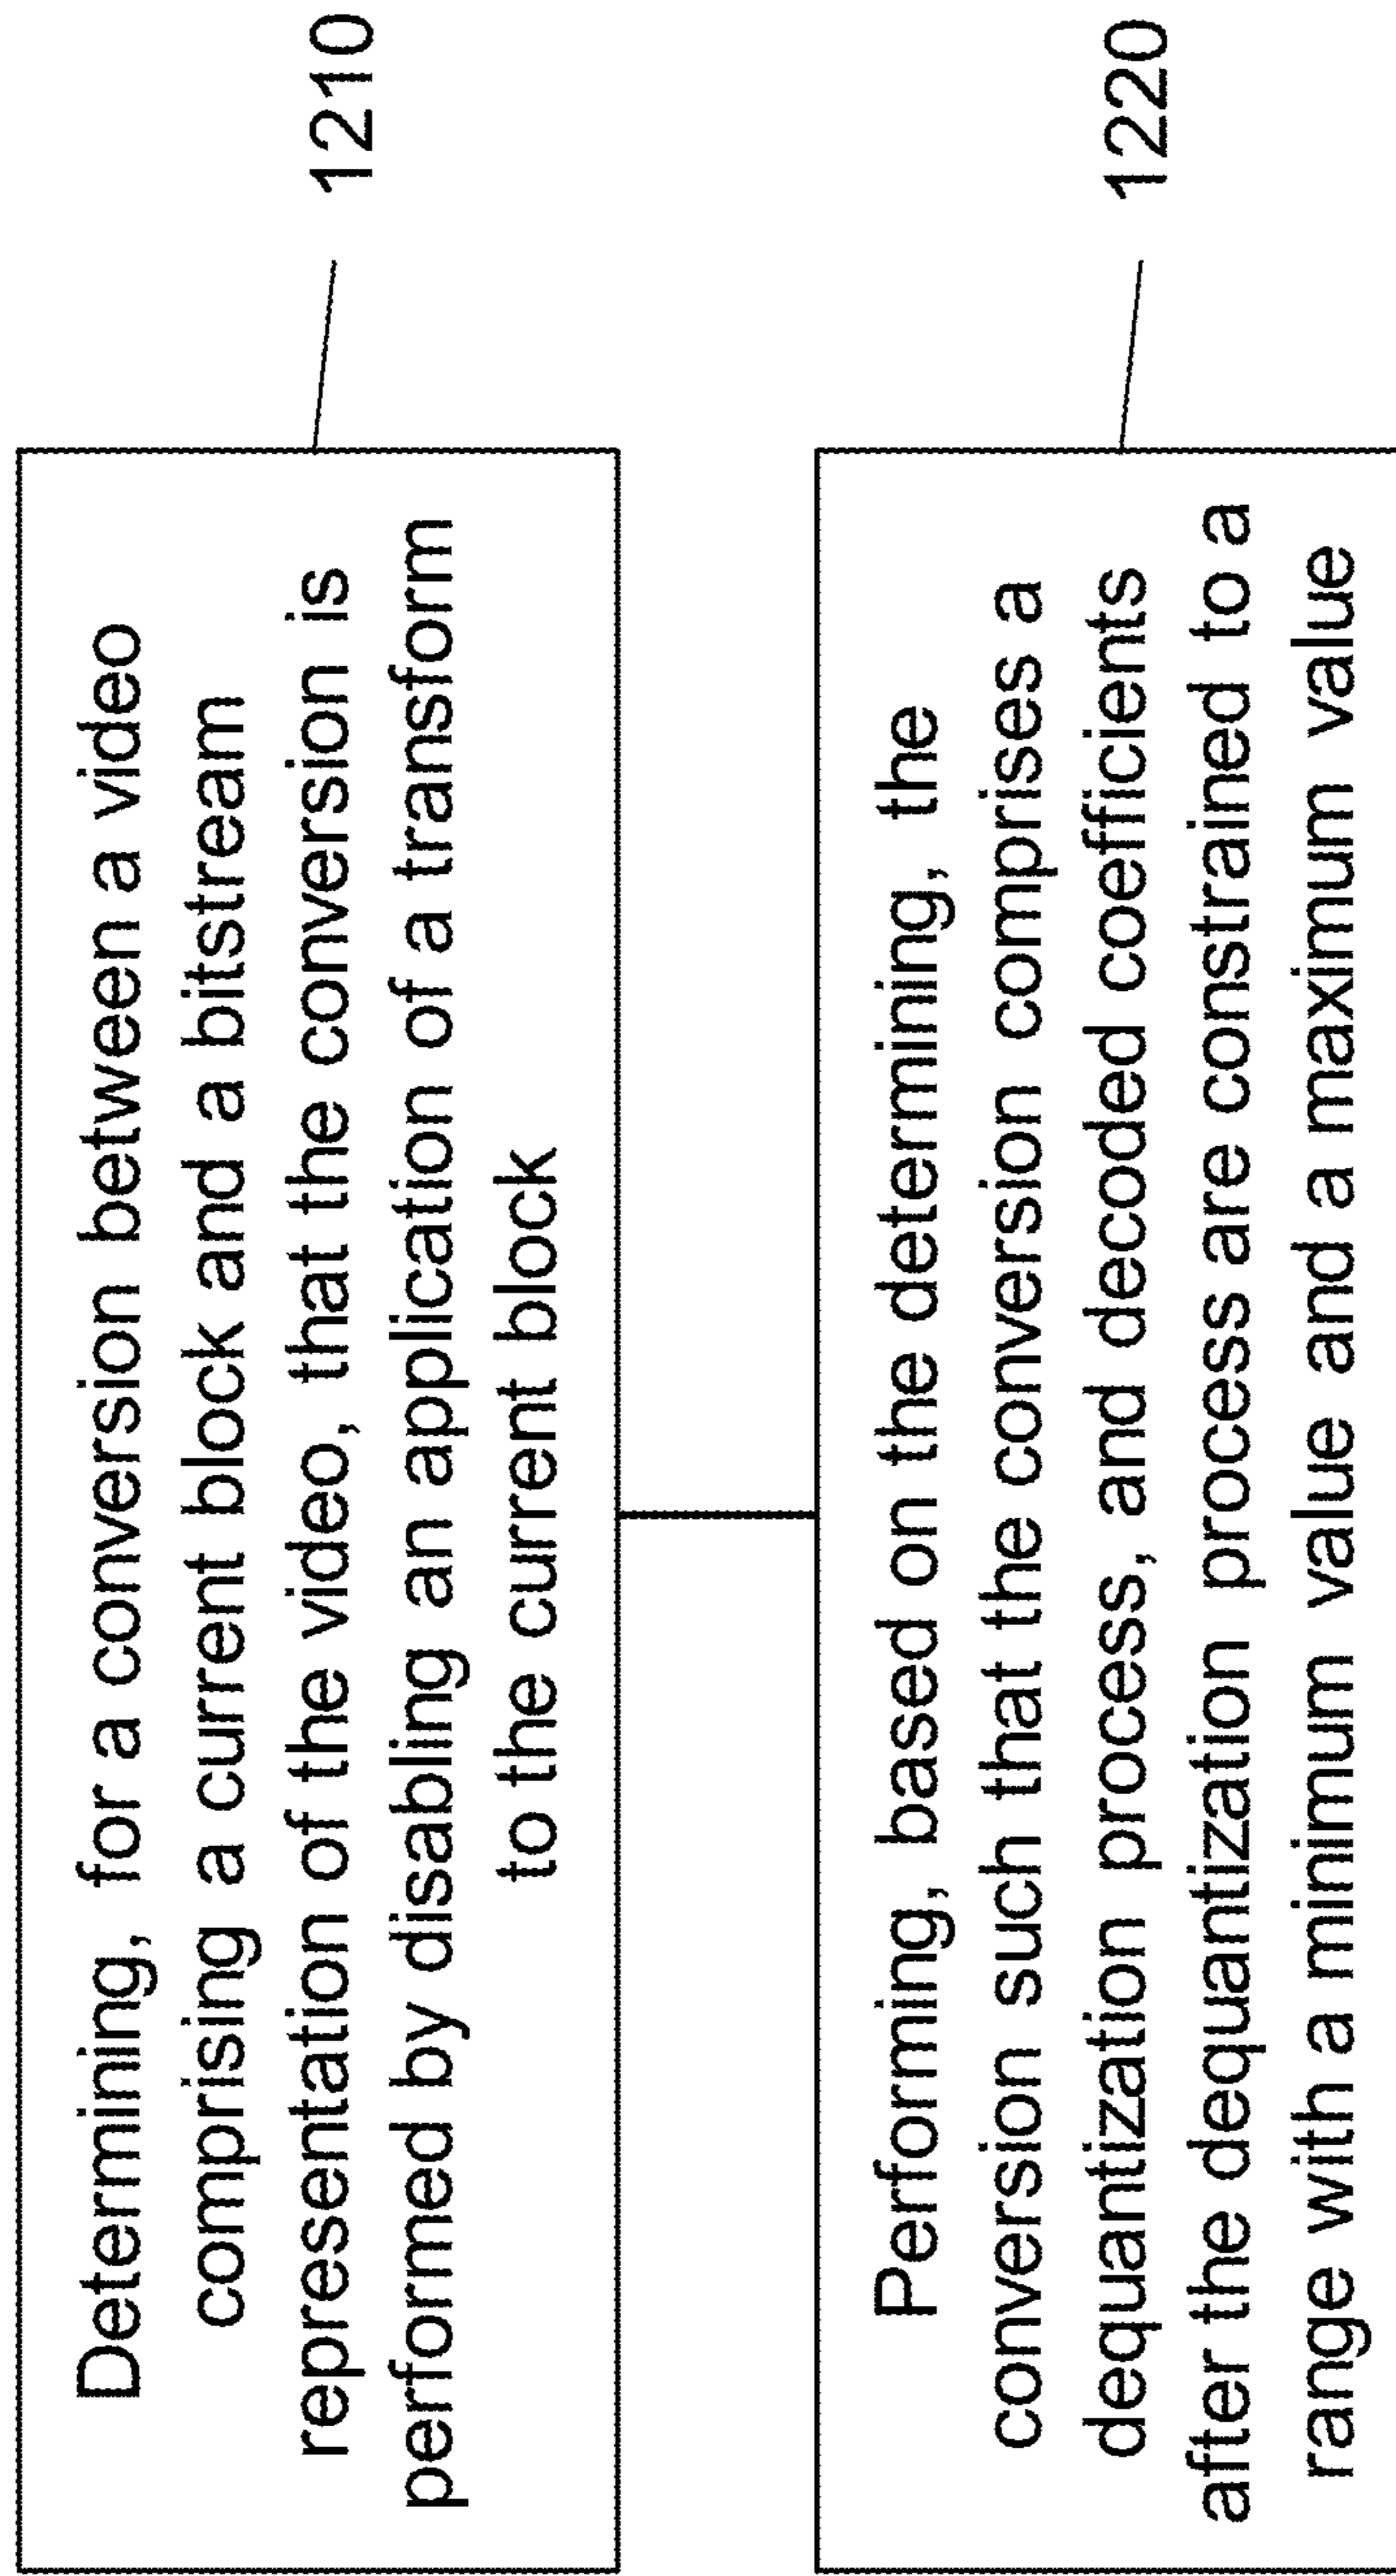 Determining, for a conversion between a video
comprising a current block and a bitstream
representation of the video, that the conversion is
performed by disabling an application of a transform
to the current block
1210
Performing, based on the determining, the
conversion such that the conversion comprises a
dequantization process, and decoded coefficients
after the dequantization process are constrained to a
range with a minimum value and a maximum value
1220